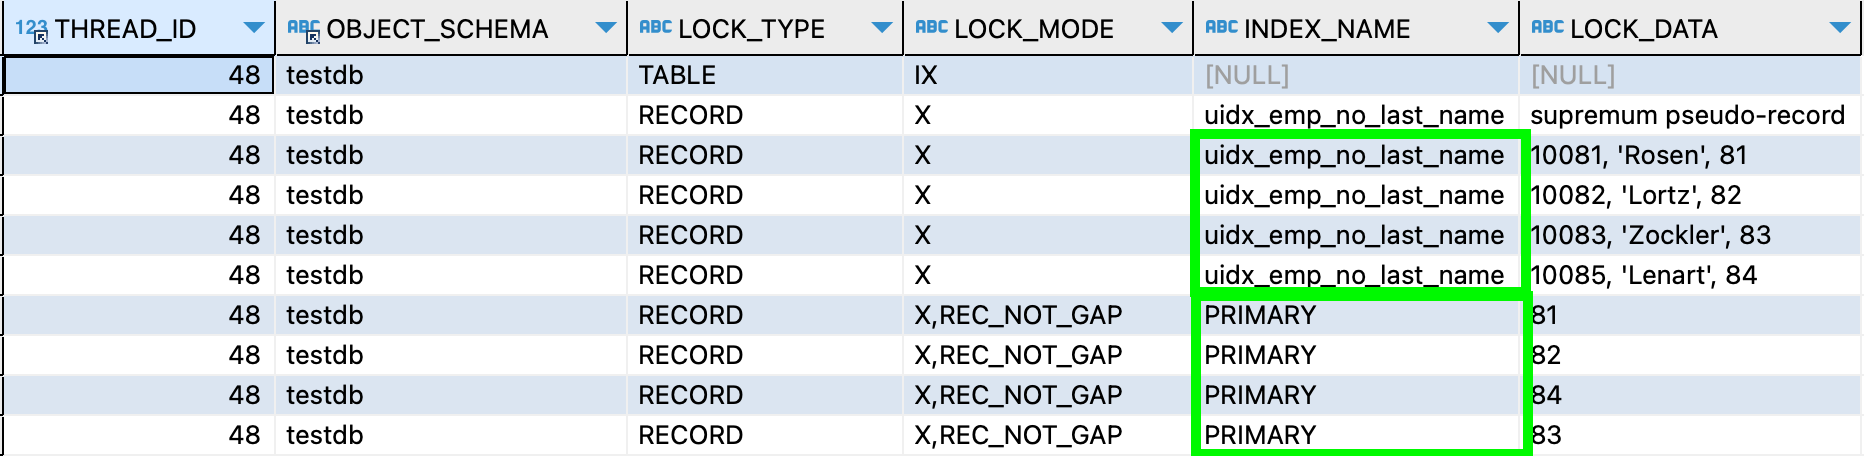 123 THREAD_ID ABC OBJECT_SCHEMA ABC LOCK_TYPE ABC LOCK_MODE ABC INDEX_NAME ABC LOCK_DATA
48 testdb TABLE IX [NULL] [NULL]
48 testdb RECORD X uidx_emp_no_last_name supremum pseudo-record
48 testdb RECORD X uidx_emp_no_last_name 10081, 'Rosen', 81
48 testdb RECORD X uidx_emp_no_last_name 10082, 'Lortz', 82
48 testdb RECORD X uidx_emp_no_last_name 10083, 'Zockler', 83
48 testdb RECORD X uidx_emp_no_last_name 10085, 'Lenart', 84
48 testdb RECORD X,REC_NOT_GAP PRIMARY 81
48 testdb RECORD X,REC_NOT_GAP PRIMARY 82
48 testdb RECORD X,REC_NOT_GAP PRIMARY 84
48 testdb RECORD X,REC_NOT_GAP PRIMARY 83